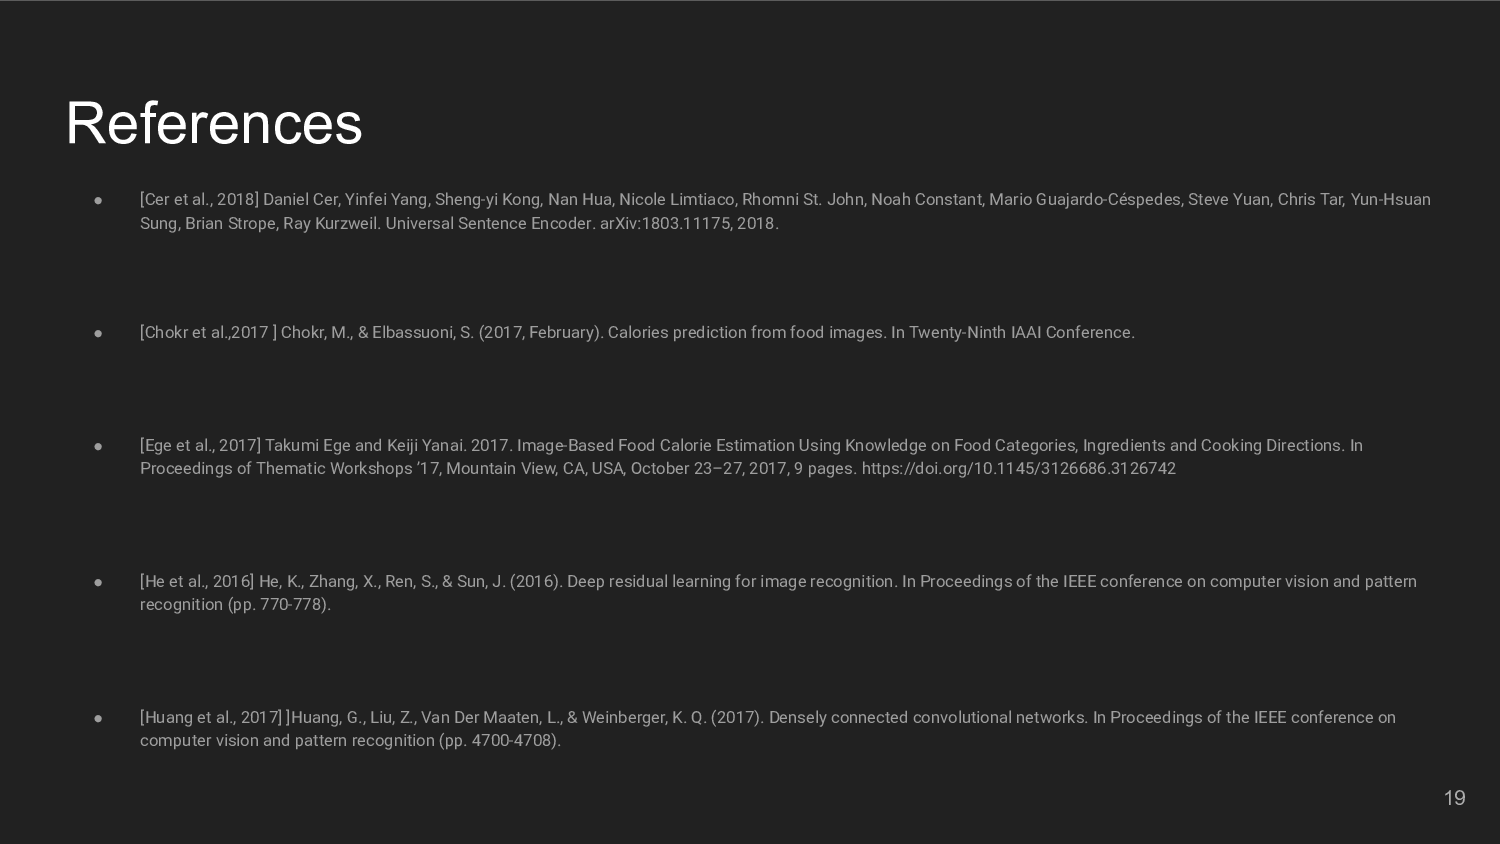 References
● [Cer et al., 2018] Daniel Cer, Yinfei Yang, Sheng-yi Kong, Nan Hua, Nicole Limtiaco, Rhomni St. John, Noah Constant, Mario Guajardo-Céspedes, Steve Yuan, Chris Tar, Yun-Hsuan
Sung, Brian Strope, Ray Kurzweil. Universal Sentence Encoder. arXiv:1803.11175, 2018.
● [Chokr et al.,2017 ] Chokr, M., & Elbassuoni, S. (2017, February). Calories prediction from food images. In Twenty-Ninth IAAI Conference.
● [Ege et al., 2017] Takumi Ege and Keiji Yanai. 2017. Image-Based Food Calorie Estimation Using Knowledge on Food Categories, Ingredients and Cooking Directions. In
Proceedings of Thematic Workshops ’17, Mountain View, CA, USA, October 23–27, 2017, 9 pages. https://doi.org/10.1145/3126686.3126742
● [He et al., 2016] He, K., Zhang, X., Ren, S., & Sun, J. (2016). Deep residual learning for image recognition. In Proceedings of the IEEE conference on computer vision and pattern
recognition (pp. 770-778).
● [Huang et al., 2017] ]Huang, G., Liu, Z., Van Der Maaten, L., & Weinberger, K. Q. (2017). Densely connected convolutional networks. In Proceedings of the IEEE conference on
computer vision and pattern recognition (pp. 4700-4708).
19